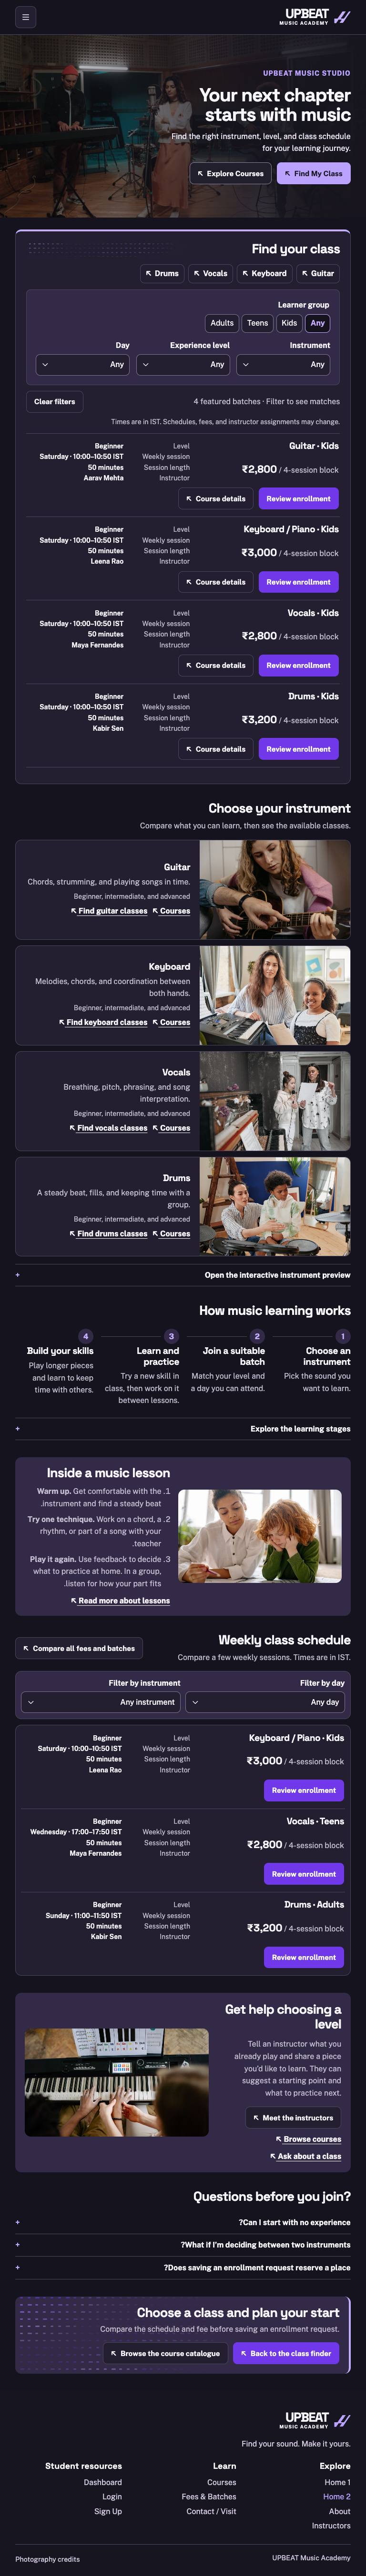 UPBEAT
MUSIC ACADEMY
UPBEAT MUSIC STUDIO
Your next chapter
starts with music
Find the right instrument, level, and class schedule
for your learning journey.
Find My Class
Explore Courses
Find your class
Guitar
Keyboard
Vocals
Drums
Learner group
Any
Kids
Teens
Adults
Instrument
Experience level
Day
Any
Any
Any
4 featured batches · Filter to see matches
Clear filters
Times are in IST. Schedules, fees, and instructor assignments may change.
Guitar · Kids
₹2,800 / 4-session block
Level Beginner
Weekly session Saturday · 10:00–10:50 IST
Session length 50 minutes
Instructor Aarav Mehta
Review enrollment
Course details
Keyboard / Piano · Kids
₹3,000 / 4-session block
Level Beginner
Weekly session Saturday · 10:00–10:50 IST
Session length 50 minutes
Instructor Leena Rao
Review enrollment
Course details
Vocals · Kids
₹2,800 / 4-session block
Level Beginner
Weekly session Saturday · 10:00–10:50 IST
Session length 50 minutes
Instructor Maya Fernandes
Review enrollment
Course details
Drums · Kids
₹3,200 / 4-session block
Level Beginner
Weekly session Saturday · 10:00–10:50 IST
Session length 50 minutes
Instructor Kabir Sen
Review enrollment
Course details
Choose your instrument
Compare what you can learn, then see the available classes.
Guitar
Chords, strumming, and playing songs in time.
Beginner, intermediate, and advanced
Courses
Find guitar classes
Keyboard
Melodies, chords, and coordination between
both hands.
Beginner, intermediate, and advanced
Courses
Find keyboard classes
Vocals
Breathing, pitch, phrasing, and song
interpretation.
Beginner, intermediate, and advanced
Courses
Find vocals classes
Drums
A steady beat, fills, and keeping time with a
group.
Beginner, intermediate, and advanced
Courses
Find drums classes
Open the interactive instrument preview
+
How music learning works
1
Choose an
instrument
Pick the sound you
want to learn.
2
Join a suitable
batch
Match your level and
a day you can attend.
3
Learn and
practice
Try a new skill in
class, then work on it
between lessons.
4
Build your skills
Play longer pieces
and learn to keep
time with others.
Explore the learning stages
+
Inside a music lesson
1. Warm up. Get comfortable with the
instrument and find a steady beat.
2. Try one technique. Work on a chord, a
rhythm, or part of a song with your
teacher.
3. Play it again. Use feedback to decide
what to practice at home. In a group,
listen for how your part fits.
Read more about lessons
Weekly class schedule
Compare a few weekly sessions. Times are in IST.
Compare all fees and batches
Filter by day
Filter by instrument
Any day
Any instrument
Keyboard / Piano · Kids
₹3,000 / 4-session block
Level Beginner
Weekly session Saturday · 10:00–10:50 IST
Session length 50 minutes
Instructor Leena Rao
Review enrollment
Vocals · Teens
₹2,800 / 4-session block
Level Beginner
Weekly session Wednesday · 17:00–17:50 IST
Session length 50 minutes
Instructor Maya Fernandes
Review enrollment
Drums · Adults
₹3,200 / 4-session block
Level Beginner
Weekly session Sunday · 11:00–11:50 IST
Session length 50 minutes
Instructor Kabir Sen
Review enrollment
Get help choosing a
level
Tell an instructor what you
already play and share a piece
you'd like to learn. They can
suggest a starting point and
what to practice next.
Meet the instructors
Browse courses
Ask about a class
Questions before you join?
Can I start with no experience?
+
What if I'm deciding between two instruments?
+
Does saving an enrollment request reserve a place?
+
Choose a class and plan your start
Compare the schedule and fee before saving an enrollment request.
Back to the class finder
Browse the course catalogue
UPBEAT
MUSIC ACADEMY
Find your sound. Make it yours.
Explore
Home 1
Home 2
About
Instructors
Learn
Courses
Fees & Batches
Contact / Visit
Student resources
Dashboard
Login
Sign Up
UPBEAT Music Academy
Photography credits